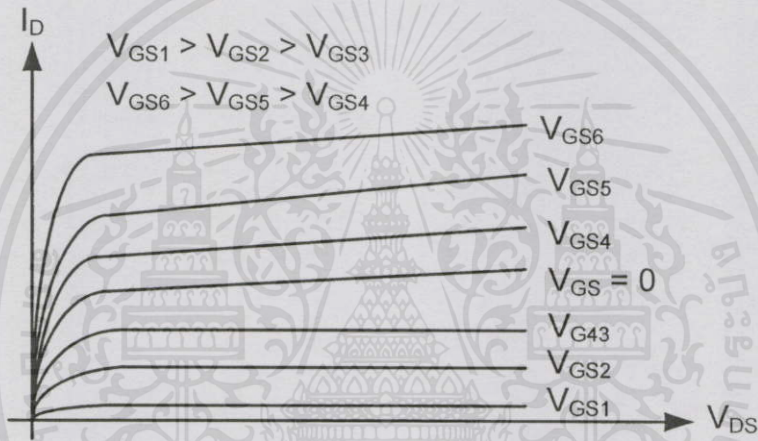 I_D
V_GS1 > V_GS2 > V_GS3
V_GS6 > V_GS5 > V_GS4
V_GS6
V_GS5
V_GS4
V_GS = 0
V_G43
V_GS2
V_GS1
V_DS